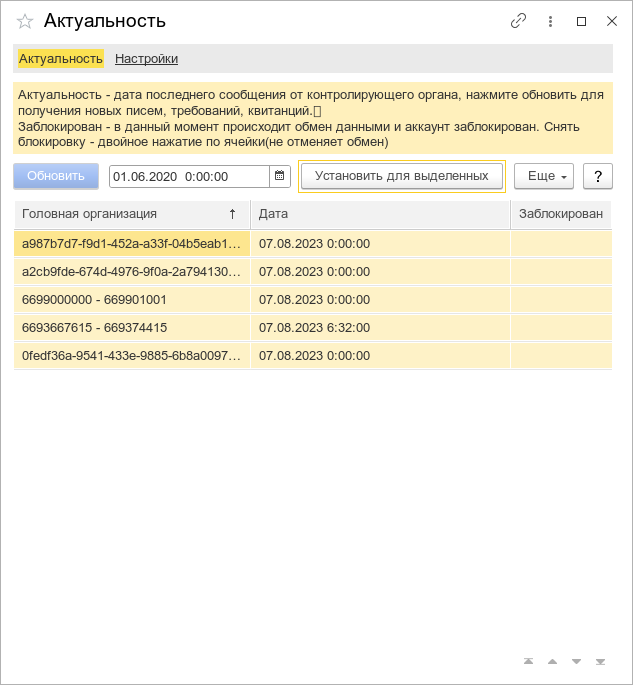 Актуальность
Актуальность Настройки
Актуальность - дата последнего сообщения от контролирующего органа, нажмите обновить для
получения новых писем, требований, квитанций.
Заблокирован - в данный момент происходит обмен данными и аккаунт заблокирован. Снять
блокировку - двойное нажатие по ячейки(не отменяет обмен)
Обновить 01.06.2020 0:00:00 Установить для выделенных Еще ?
Головная организация Дата Заблокирован
a987b7d7-f9d1-452a-a33f-04b5eab1... 07.08.2023 0:00:00
a2cb9fde-674d-4976-9f0a-2a794130... 07.08.2023 0:00:00
6699000000 - 669901001 07.08.2023 0:00:00
6693667615 - 669374415 07.08.2023 6:32:00
0fedf36a-9541-433e-9885-6b8a0097... 07.08.2023 0:00:00